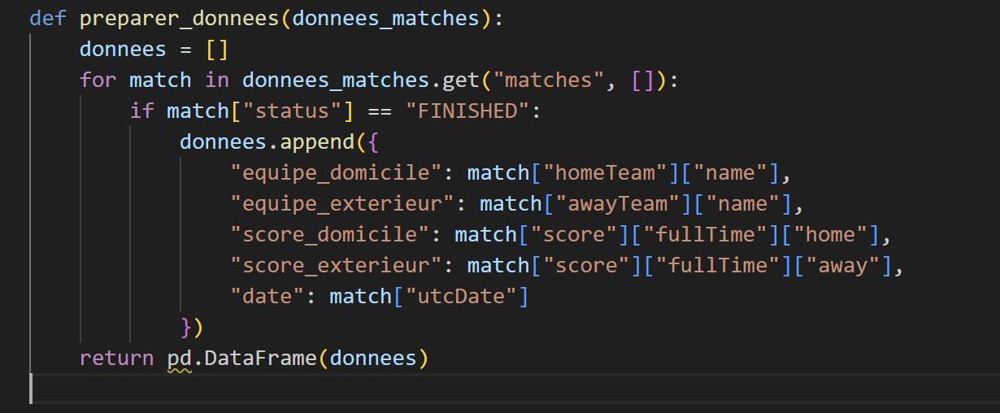 def preparer_donnees(donnees_matches):
    donnees = []
    for match in donnees_matches.get("matches", []):
        if match["status"] == "FINISHED":
            donnees.append({
                "equipe_domicile": match["homeTeam"]["name"],
                "equipe_exterieur": match["awayTeam"]["name"],
                "score_domicile": match["score"]["fullTime"]["home"],
                "score_exterieur": match["score"]["fullTime"]["away"],
                "date": match["utcDate"]
            })
    return pd.DataFrame(donnees)